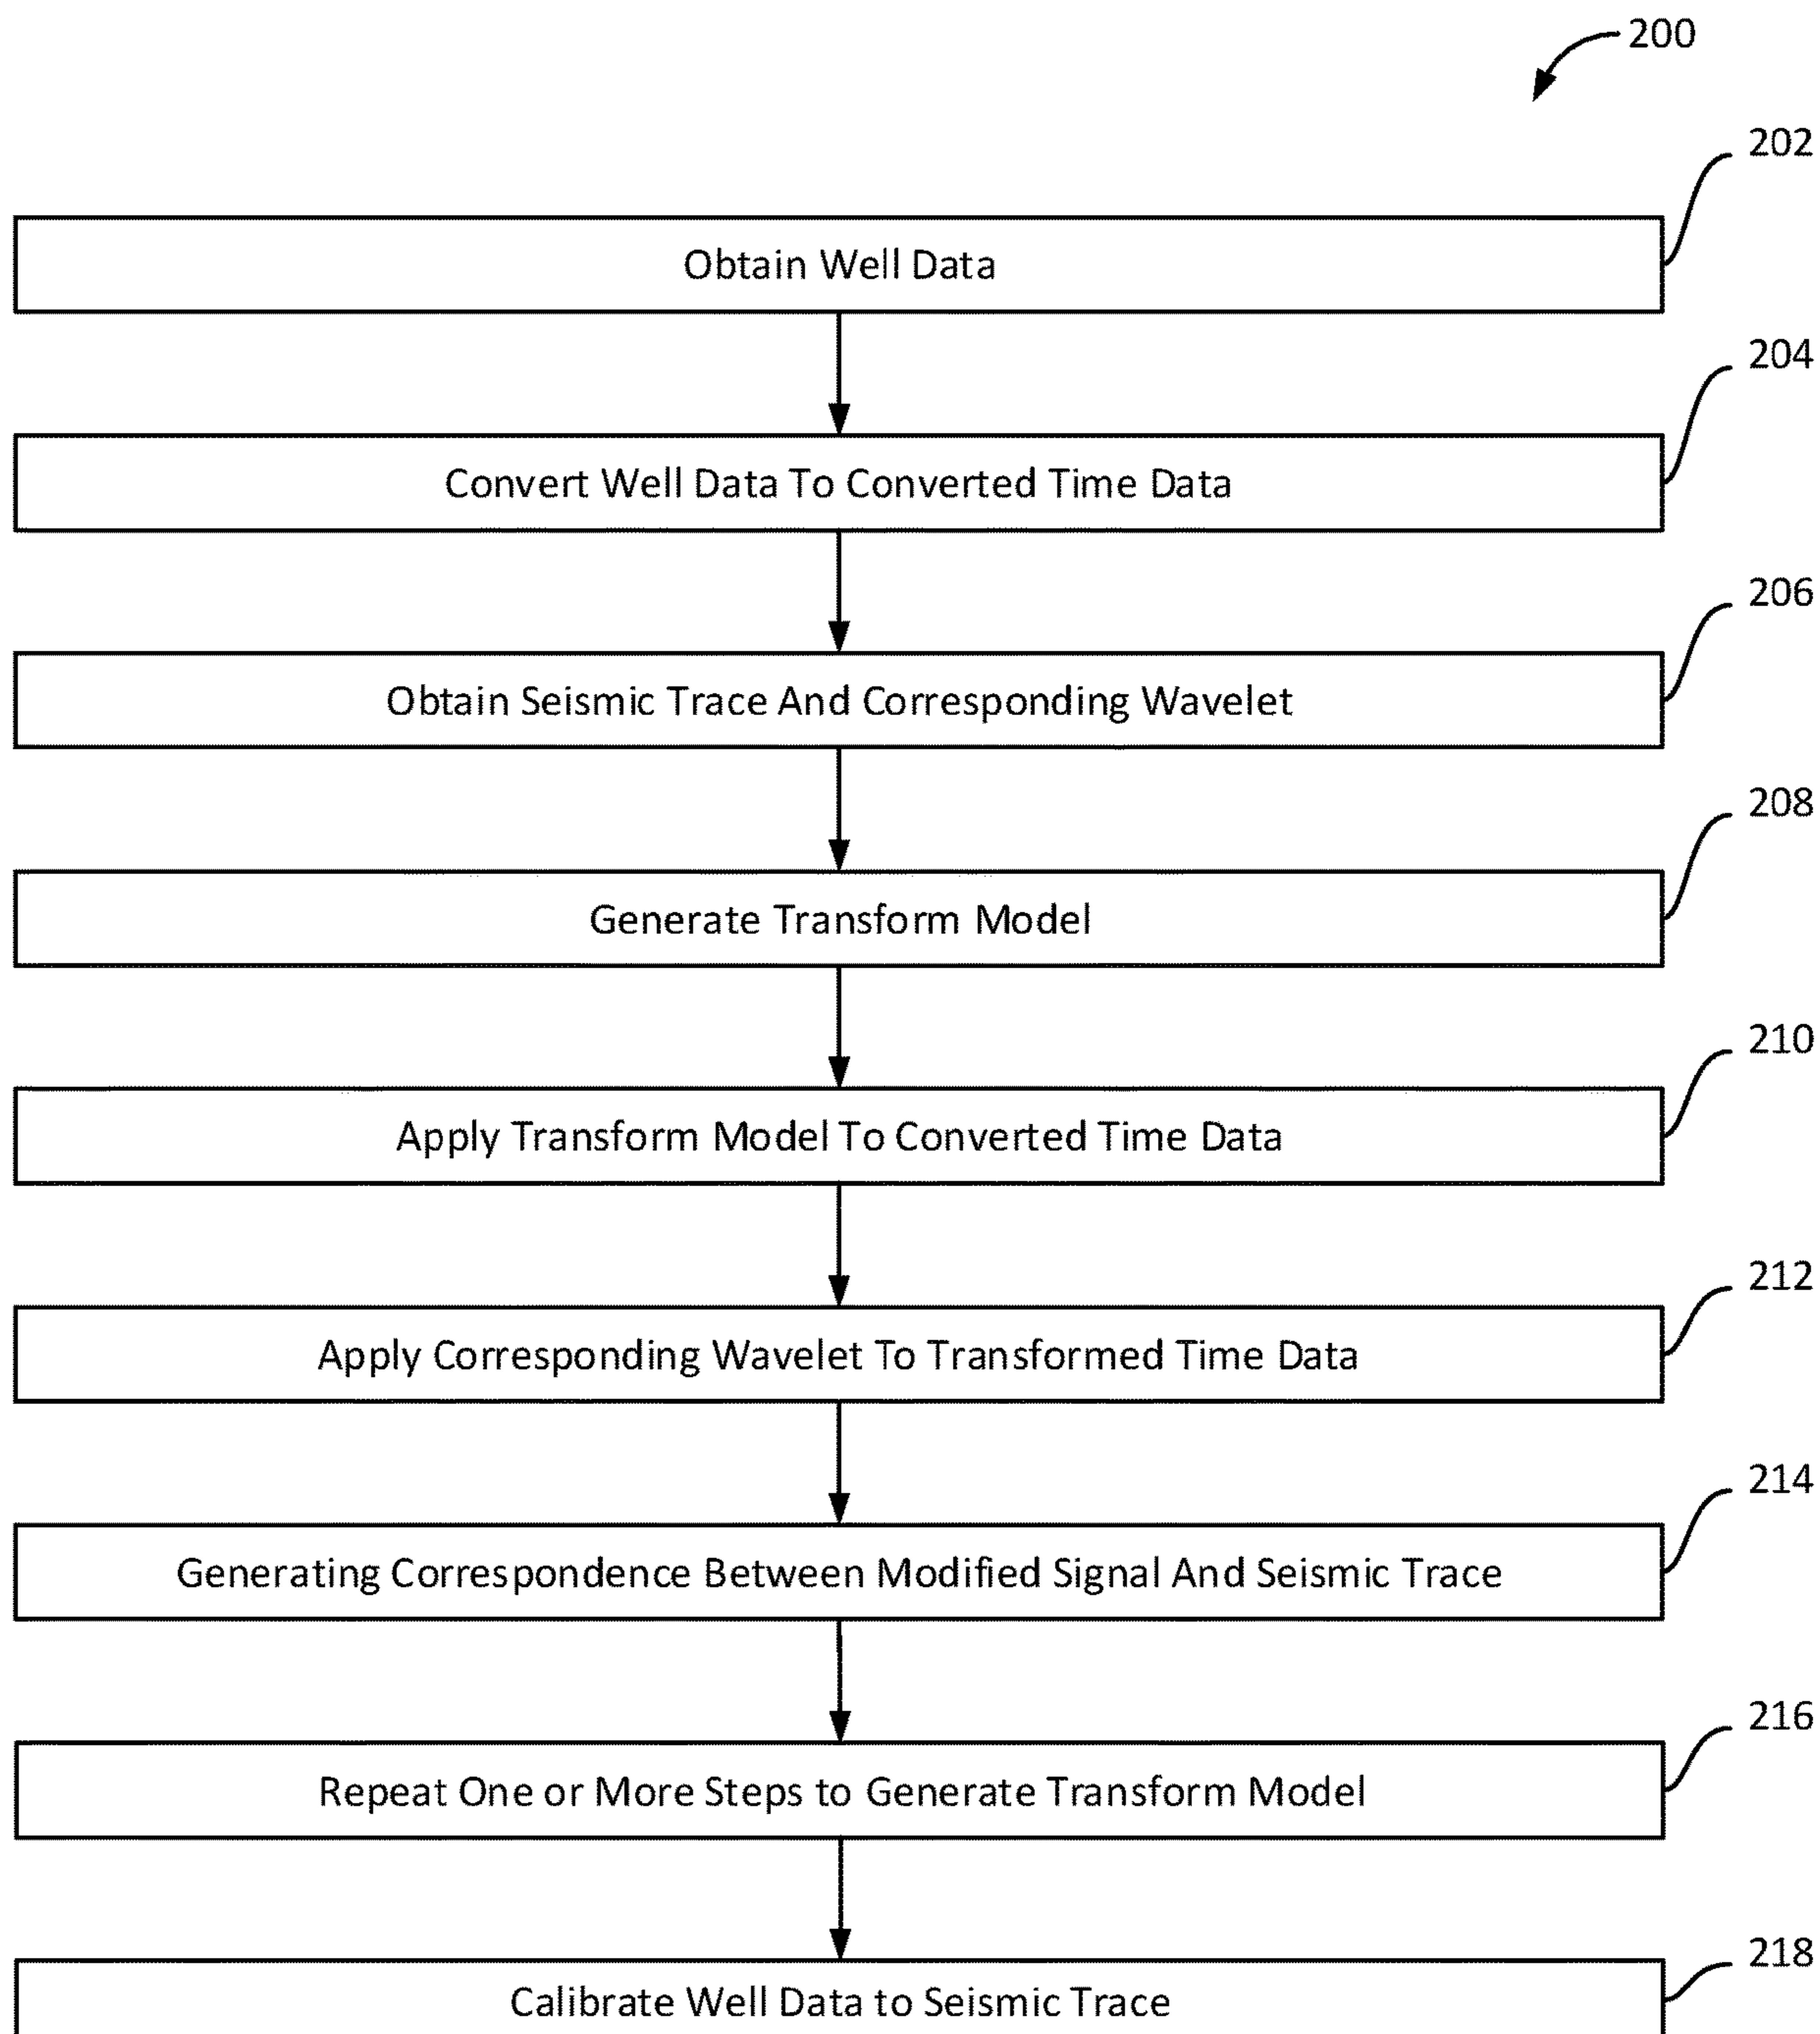 200
202
Obtain Well Data
204
Convert Well Data To Converted Time Data
206
Obtain Seismic Trace And Corresponding Wavelet
208
Generate Transform Model
210
Apply Transform Model To Converted Time Data
212
Apply Corresponding Wavelet To Transformed Time Data
214
Generating Correspondence Between Modified Signal And Seismic Trace
216
Repeat One or More Steps to Generate Transform Model
218
Calibrate Well Data to Seismic Trace